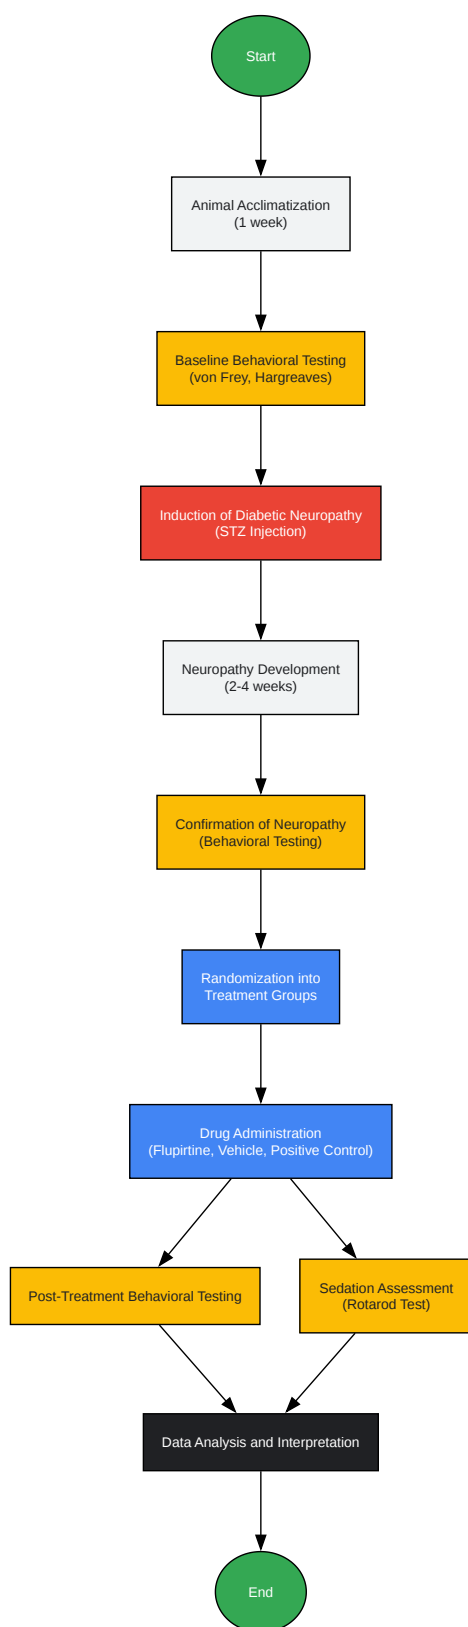 Start
Animal Acclimatization
(1 week)
Baseline Behavioral Testing
(von Frey, Hargreaves)
Induction of Diabetic Neuropathy
(STZ Injection)
Neuropathy Development
(2-4 weeks)
Confirmation of Neuropathy
(Behavioral Testing)
Randomization into
Treatment Groups
Drug Administration
(Flupirtine, Vehicle, Positive Control)
Post-Treatment Behavioral Testing
Sedation Assessment
(Rotarod Test)
Data Analysis and Interpretation
End